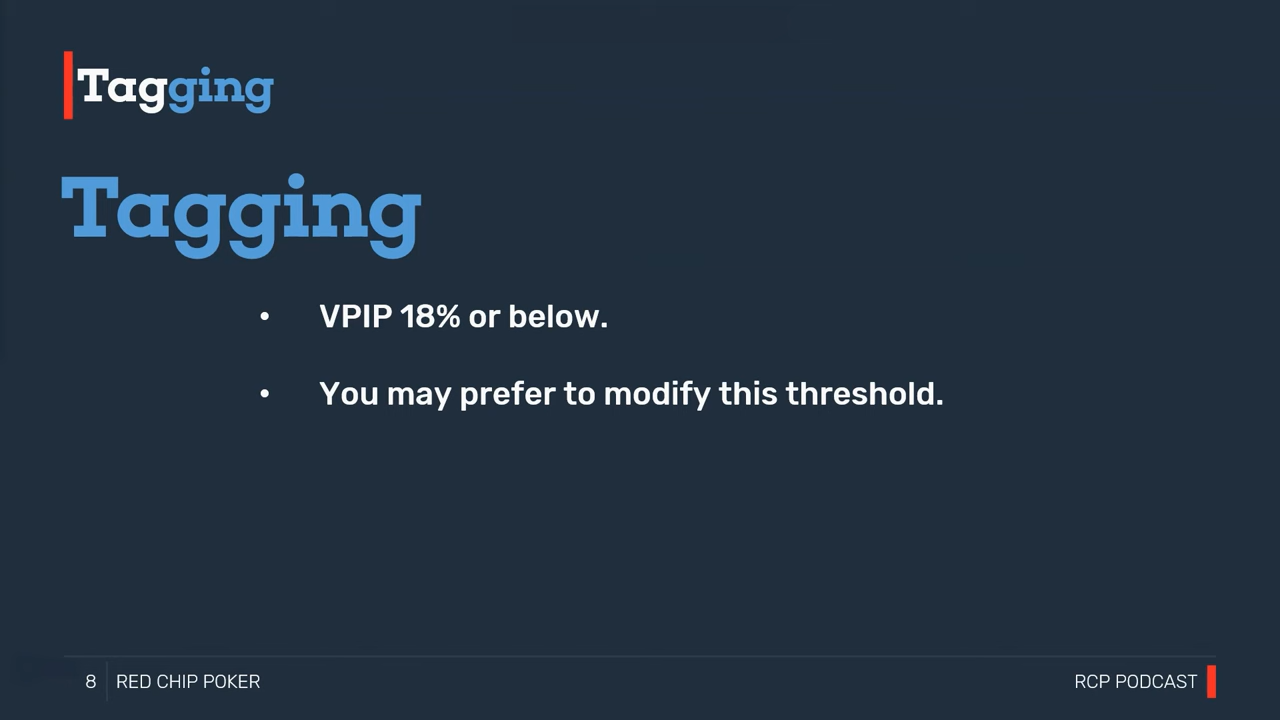 Tagging
Tagging
• VPIP 18% or below.
• You may prefer to modify this threshold.
8 RED CHIP POKER
RCP PODCAST